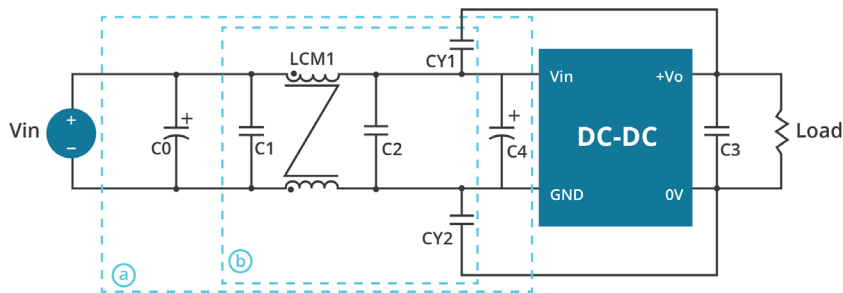 LCM1
CY1
Vin
+
−
C0
+
C1
C2
+
C4
Vin
+Vo
DC-DC
GND
0V
C3
Load
CY2
a
b